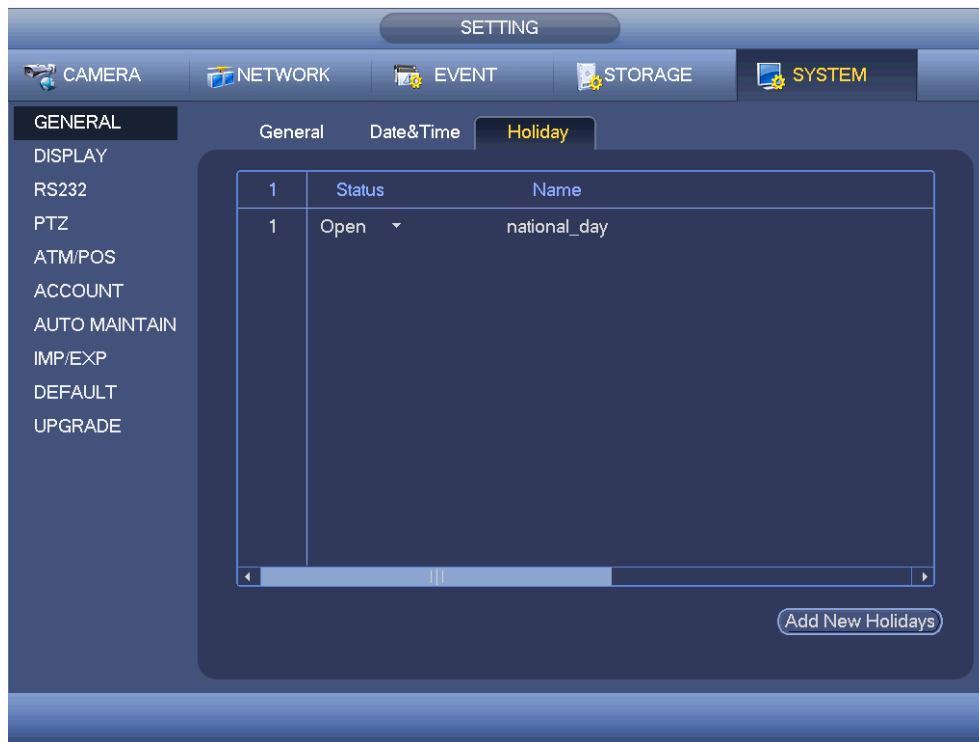 SETTING
CAMERA NETWORK EVENT STORAGE SYSTEM
GENERAL
DISPLAY
RS232
PTZ
ATM/POS
ACCOUNT
AUTO MAINTAIN
IMP/EXP
DEFAULT
UPGRADE
General Date&Time Holiday
1 Status Name
1 Open national_day
Add New Holidays